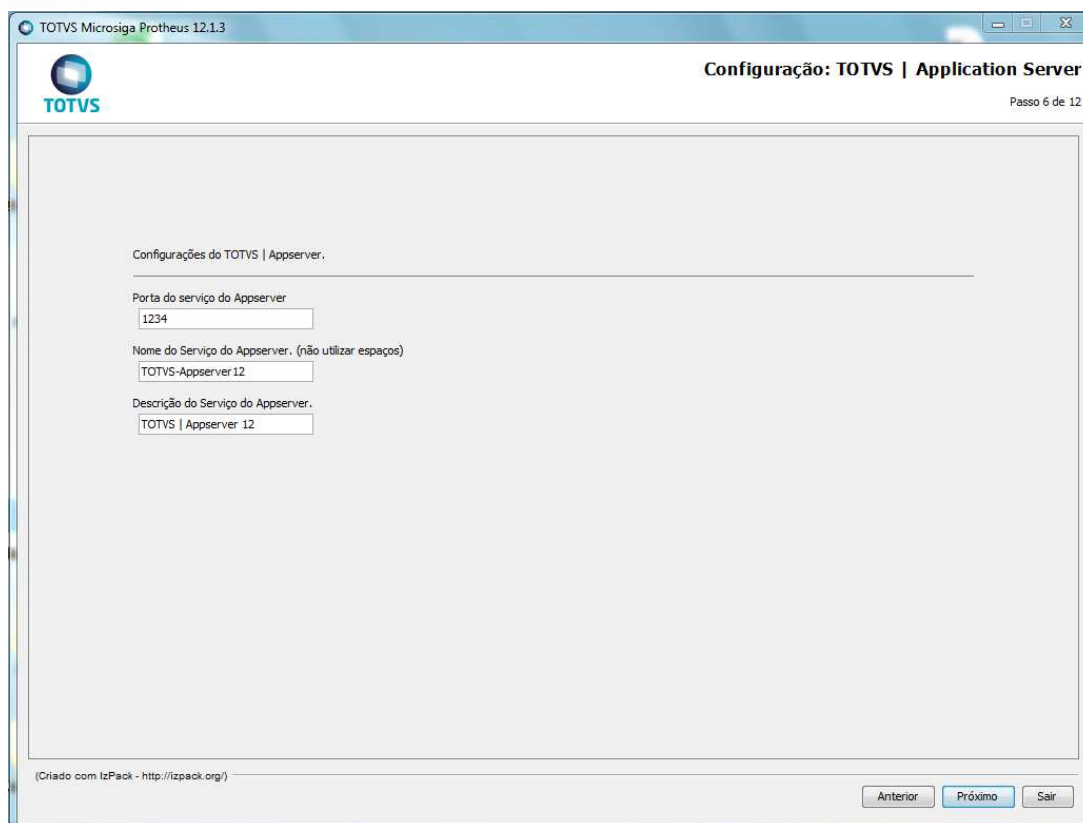 TOTVS Microsiga Protheus 12.1.3
TOTVS
Configuração: TOTVS | Application Server
Passo 6 de 12
Configurações do TOTVS | Appserver.
Porta do serviço do Appserver
1234
Nome do Serviço do Appserver. (não utilizar espaços)
TOTVS-Appserver12
Descrição do Serviço do Appserver.
TOTVS | Appserver 12
(Criado com IzPack - http://izpack.org/)
Anterior Próximo Sair